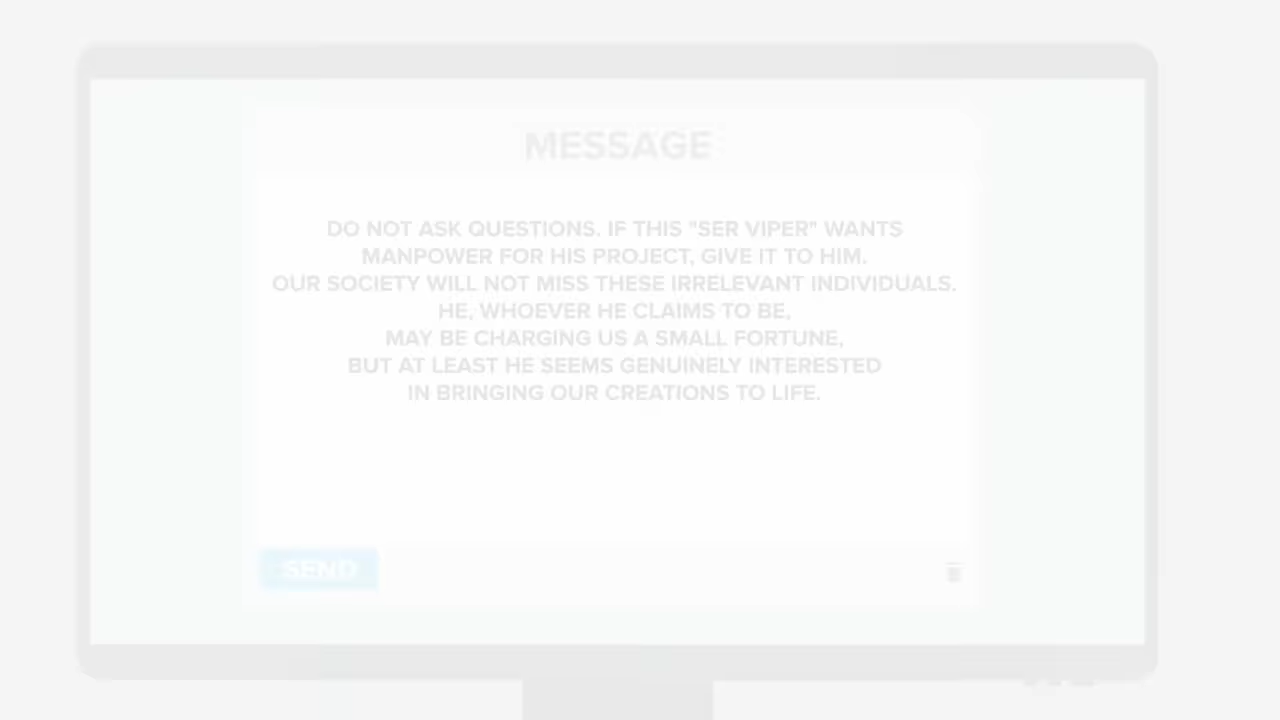 MESSAGE
DO NOT ASK QUESTIONS. IF THIS "SER VIPER" WANTS
MANPOWER FOR HIS PROJECT, GIVE IT TO HIM.
OUR SOCIETY WILL NOT MISS THESE IRRELEVANT INDIVIDUALS.
HE, WHOEVER HE CLAIMS TO BE,
MAY BE CHARGING US A SMALL FORTUNE,
BUT AT LEAST HE SEEMS GENUINELY INTERESTED
IN BRINGING OUR CREATIONS TO LIFE.
SEND